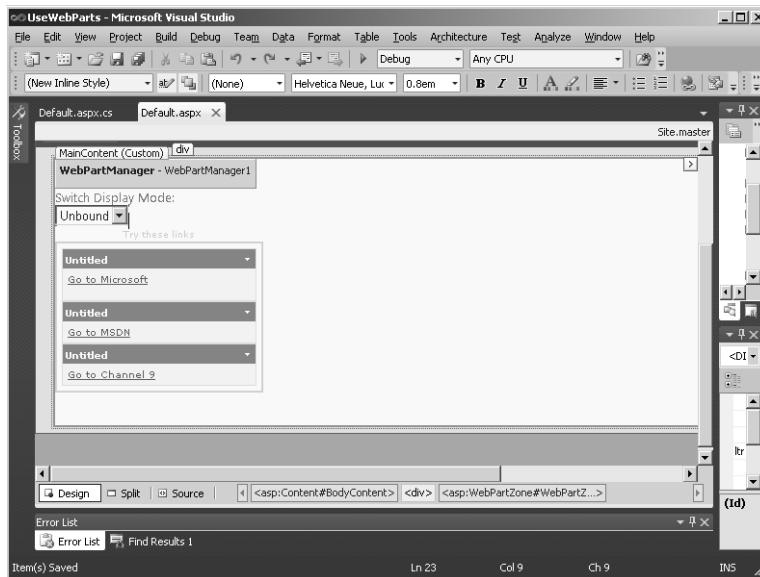 UseWebParts - Microsoft Visual Studio
File Edit View Project Build Debug Team Data Format Table Tools Architecture Test Analyze Window Help
Debug Any CPU
(New Inline Style) (None) Helvetica Neue, Luc 0.8em B I U
Toolbox
Default.aspx.cs Default.aspx
Site.master
MainContent (Custom) div
WebPartManager - WebPartManager1
Switch Display Mode:
Unbound
Try these links
Untitled
Go to Microsoft
Untitled
Go to MSDN
Untitled
Go to Channel 9
<DI
ltr
(Id)
Design Split Source <asp:Content#BodyContent> <div> <asp:WebPartZone#WebPartZ...>
Error List
Error List Find Results 1
Item(s) Saved Ln 23 Col 9 Ch 9 INS